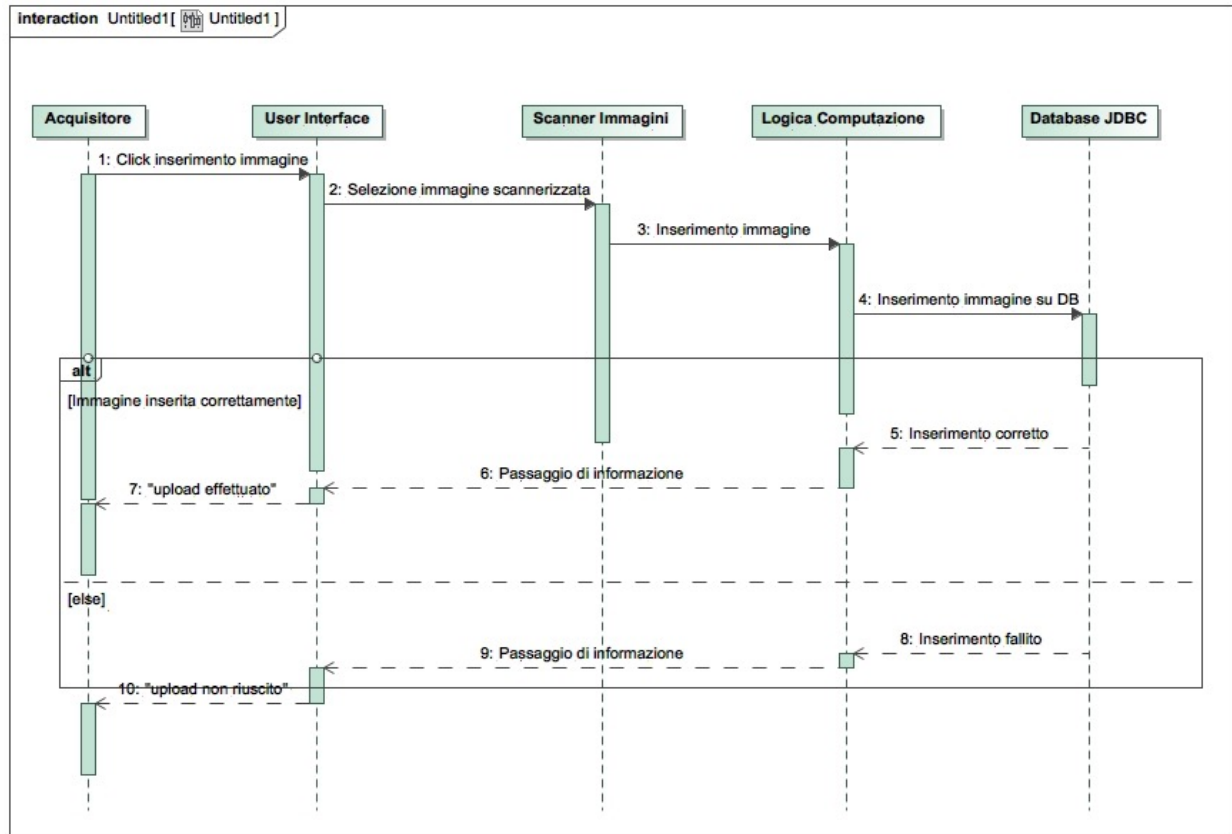 interaction Untitled1[ Untitled1 ]
Acquisitore
User Interface
Scanner Immagini
Logica Computazione
Database JDBC
1: Click inserimento immagine
2: Selezione immagine scannerizzata
3: Inserimento immagine
4: Inserimento immagine su DB
alt
[Immagine inserita correttamente]
5: Inserimento corretto
6: Passaggio di informazione
7: "upload effettuato"
[else]
8: Inserimento fallito
9: Passaggio di informazione
10: "upload non riuscito"